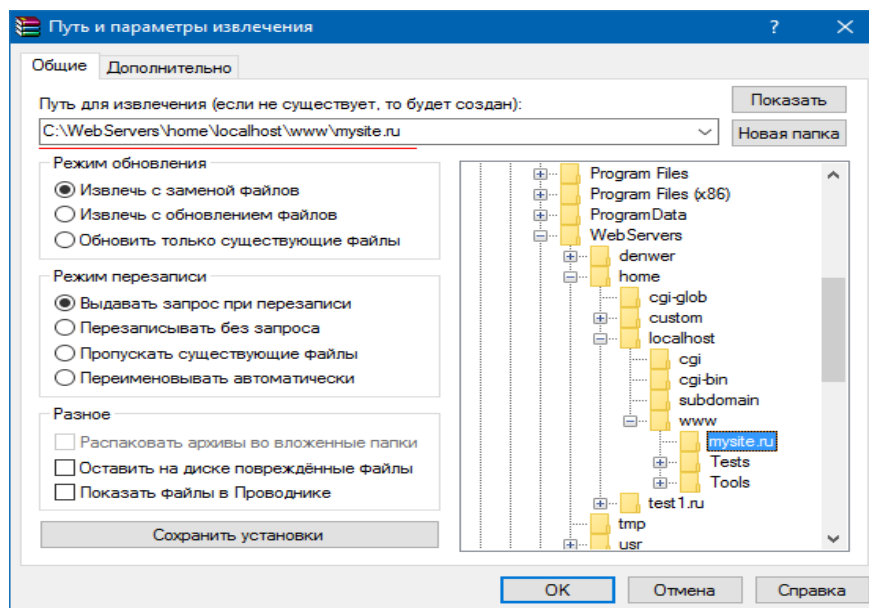 Путь и параметры извлечения
Общие
Дополнительно
Путь для извлечения (если не существует, то будет создан):
Показать
C:\WebServers\home\localhost\www\mysite.ru
Новая папка
Режим обновления
Извлечь с заменой файлов
Извлечь с обновлением файлов
Обновить только существующие файлы
Режим перезаписи
Выдавать запрос при перезаписи
Перезаписывать без запроса
Пропускать существующие файлы
Переименовывать автоматически
Разное
Распаковать архивы во вложенные папки
Оставить на диске повреждённые файлы
Показать файлы в Проводнике
Сохранить установки
Program Files
Program Files (x86)
ProgramData
WebServers
denwer
home
cgi-glob
custom
localhost
cgi
cgi-bin
subdomain
www
mysite.ru
Tests
Tools
test1.ru
tmp
usr
OK
Отмена
Справка